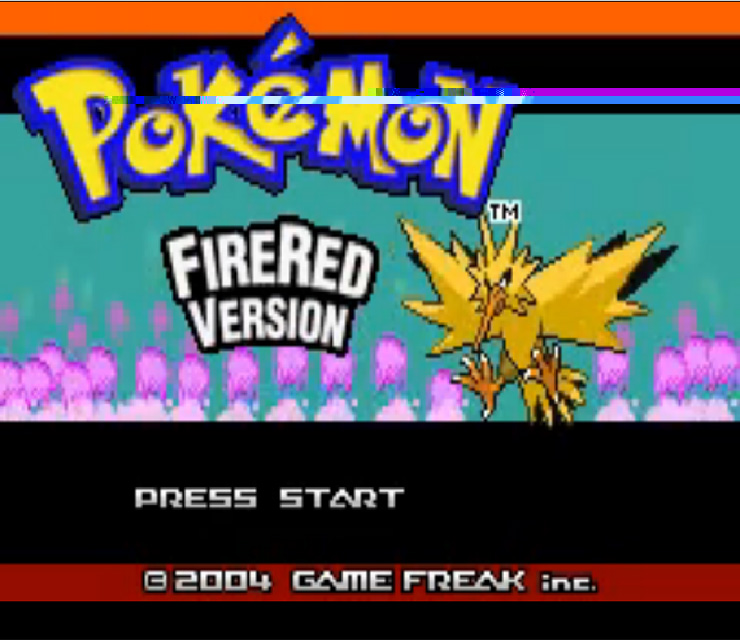 POKéMON
TM
FIRERED
VERSION
PRESS START
© 2004 GAME FREAK inc.